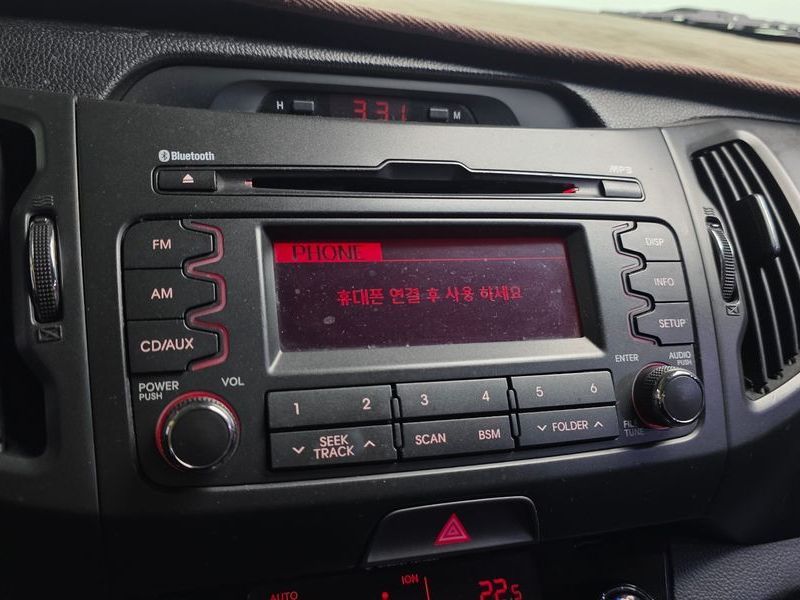 H 3:31 M
Bluetooth
MP3
FM
AM
CD/AUX
PHONE
휴대폰 연결 후 사용 하세요
DISP
INFO
SETUP
POWER
PUSH
VOL
ENTER
AUDIO
PUSH
1 2 3 4 5 6
SEEK
TRACK
SCAN BSM
FOLDER
TUNE
AUTO
ION
22.5